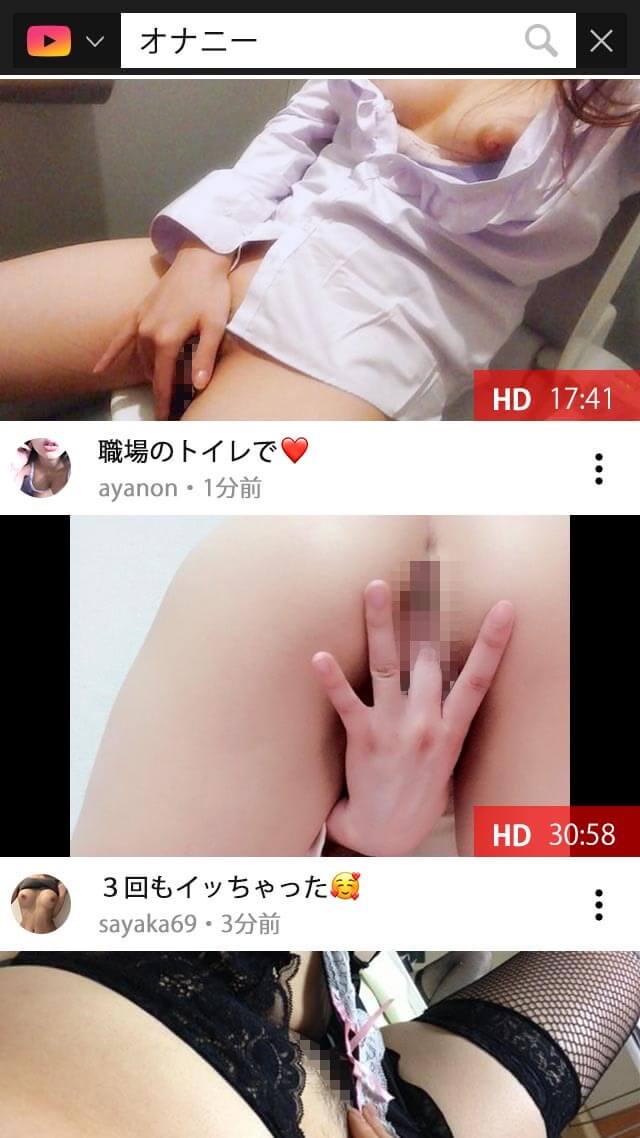 オナニー
HD 17:41
職場のトイレで❤️
ayanon・1分前
HD 30:58
３回もイッちゃった🥰
sayaka69・3分前